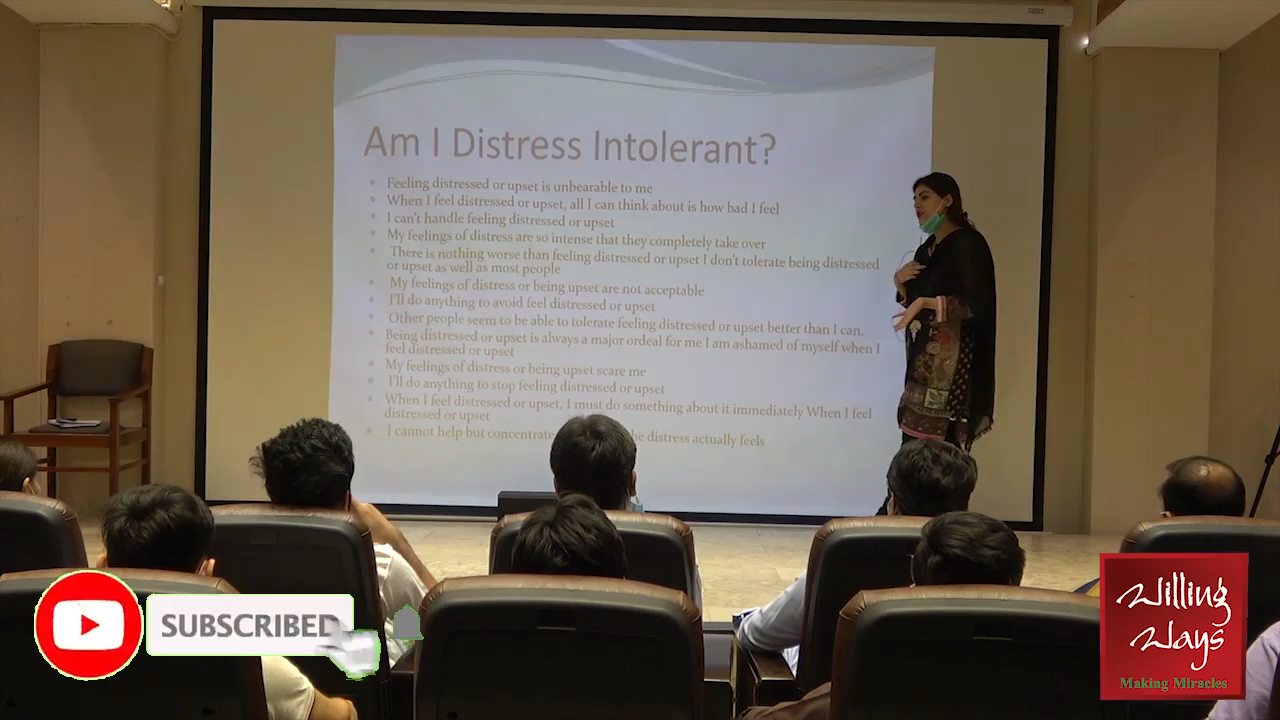 Am I Distress Intolerant?
Feeling distressed or upset is unbearable to me
When I feel distressed or upset, all I can think about is how bad I feel
I can't handle feeling distressed or upset
My feelings of distress are so intense that they completely take over
There is nothing worse than feeling distressed or upset I don't tolerate being distressed
or upset as well as most people
My feelings of distress or being upset are not acceptable
I'll do anything to avoid feel distressed or upset
Other people seem to be able to tolerate feeling distressed or upset better than I can.
Being distressed or upset is always a major ordeal for me I am ashamed of myself when I
feel distressed or upset
My feelings of distress or being upset scare me
I'll do anything to stop feeling distressed or upset
When I feel distressed or upset, I must do something about it immediately When I feel
distressed or upset
I cannot help but concentrate he distress actually feels
SUBSCRIBED
Willing
Ways
Making Miracles